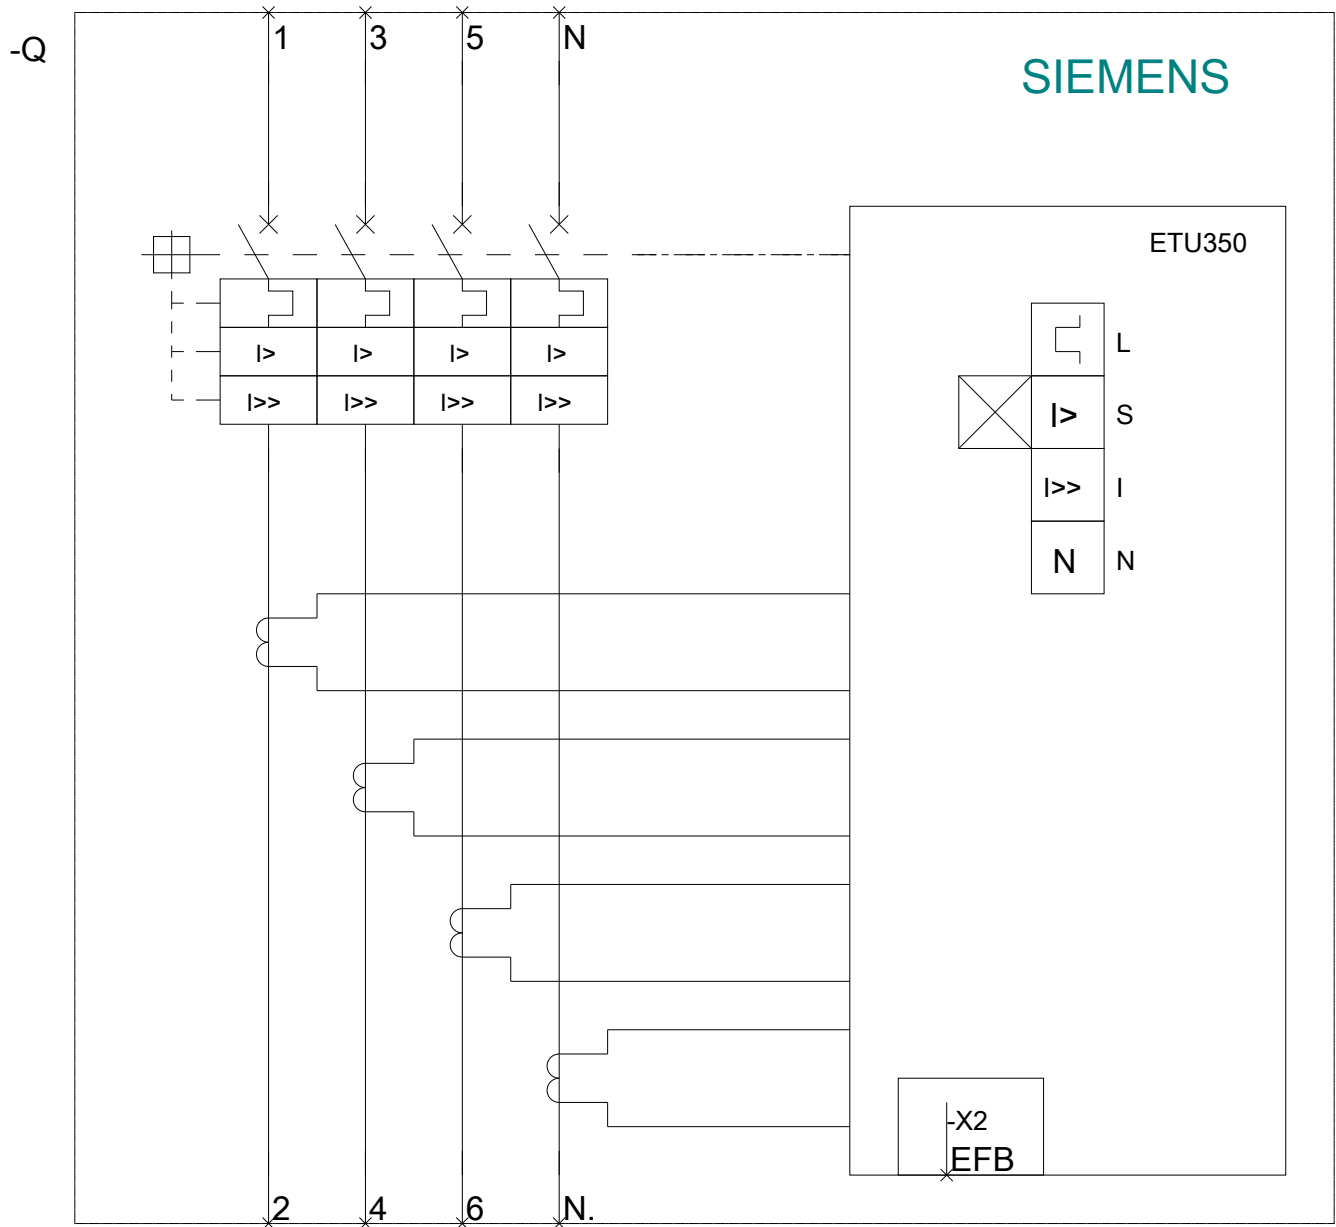 1 3 5 N
-Q
SIEMENS
ETU350
I> I> I> I>
I>> I>> I>> I>>
L
I> S
I>> I
N N
-X2
EFB
2 4 6 N.